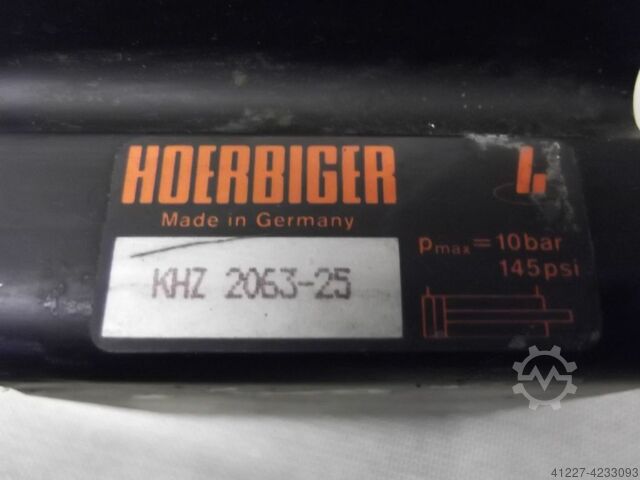 HOERBIGER
Made in Germany
KHZ 2063-25
pmax=10bar
145psi
41227-4233093